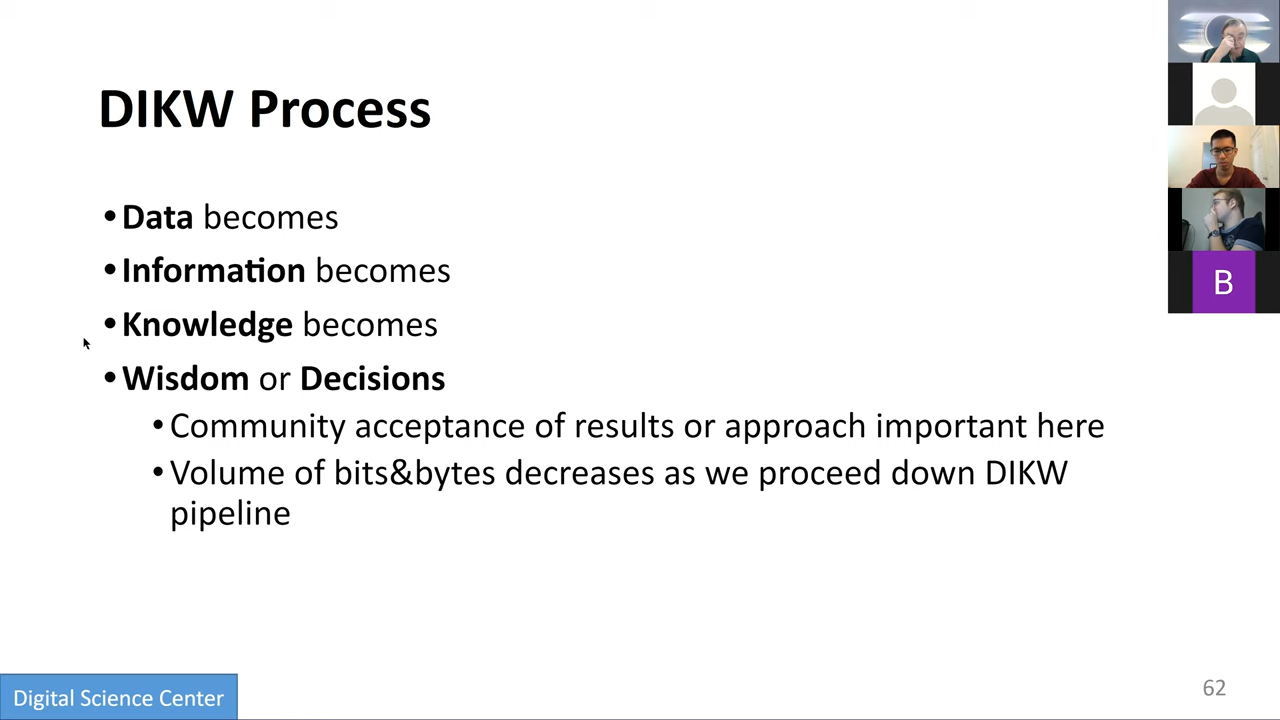 DIKW Process
•Data becomes
•Information becomes
•Knowledge becomes
•Wisdom or Decisions
•Community acceptance of results or approach important here
•Volume of bits&bytes decreases as we proceed down DIKW
pipeline
B
Digital Science Center
62